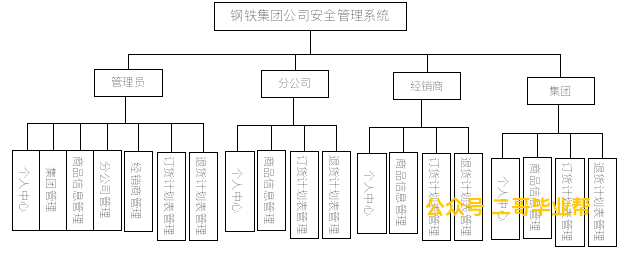 钢铁集团公司安全管理系统
管理员
分公司
经销商
集团
个人中心
集团管理
商品信息管理
分公司管理
经销商管理
订货计划表管理
退货计划表管理
个人中心
商品信息管理
订货计划表管理
退货计划表管理
个人中心
商品信息管理
订货计划表管理
退货计划表管理
个人中心
商品信息管理
订货计划表管理
退货计划表管理
公众号 二哥毕业帮